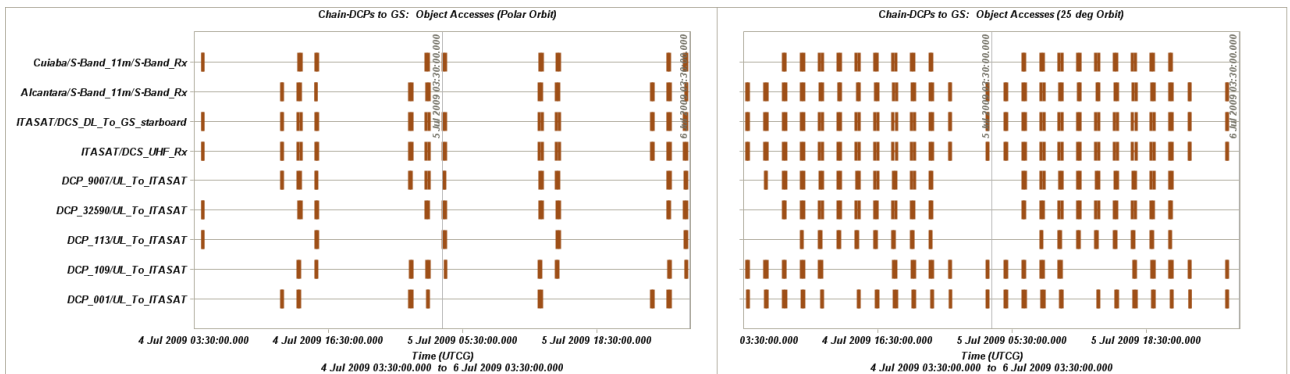 Chain-DCPs to GS: Object Accesses (Polar Orbit)
Cuiaba/S-Band_11m/S-Band_Rx
Alcantara/S-Band_11m/S-Band_Rx
ITASAT/DCS_DL_To_GS_starboard
ITASAT/DCS_UHF_Rx
DCP_9007/UL_To_ITASAT
DCP_32590/UL_To_ITASAT
DCP_113/UL_To_ITASAT
DCP_109/UL_To_ITASAT
DCP_001/UL_To_ITASAT
5 Jul 2009 03:30:00.000
6 Jul 2009 03:30:00.000
4 Jul 2009 03:30:00.000 4 Jul 2009 16:30:00.000 5 Jul 2009 05:30:00.000 5 Jul 2009 18:30:00.000
Time (UTCG)
4 Jul 2009 03:30:00.000 to 6 Jul 2009 03:30:00.000
Chain-DCPs to GS: Object Accesses (25 deg Orbit)
5 Jul 2009 03:30:00.000
6 Jul 2009 03:30:00.000
03:30:00.000 4 Jul 2009 16:30:00.000 5 Jul 2009 05:30:00.000 5 Jul 2009 18:30:00.000
Time (UTCG)
4 Jul 2009 03:30:00.000 to 6 Jul 2009 03:30:00.000